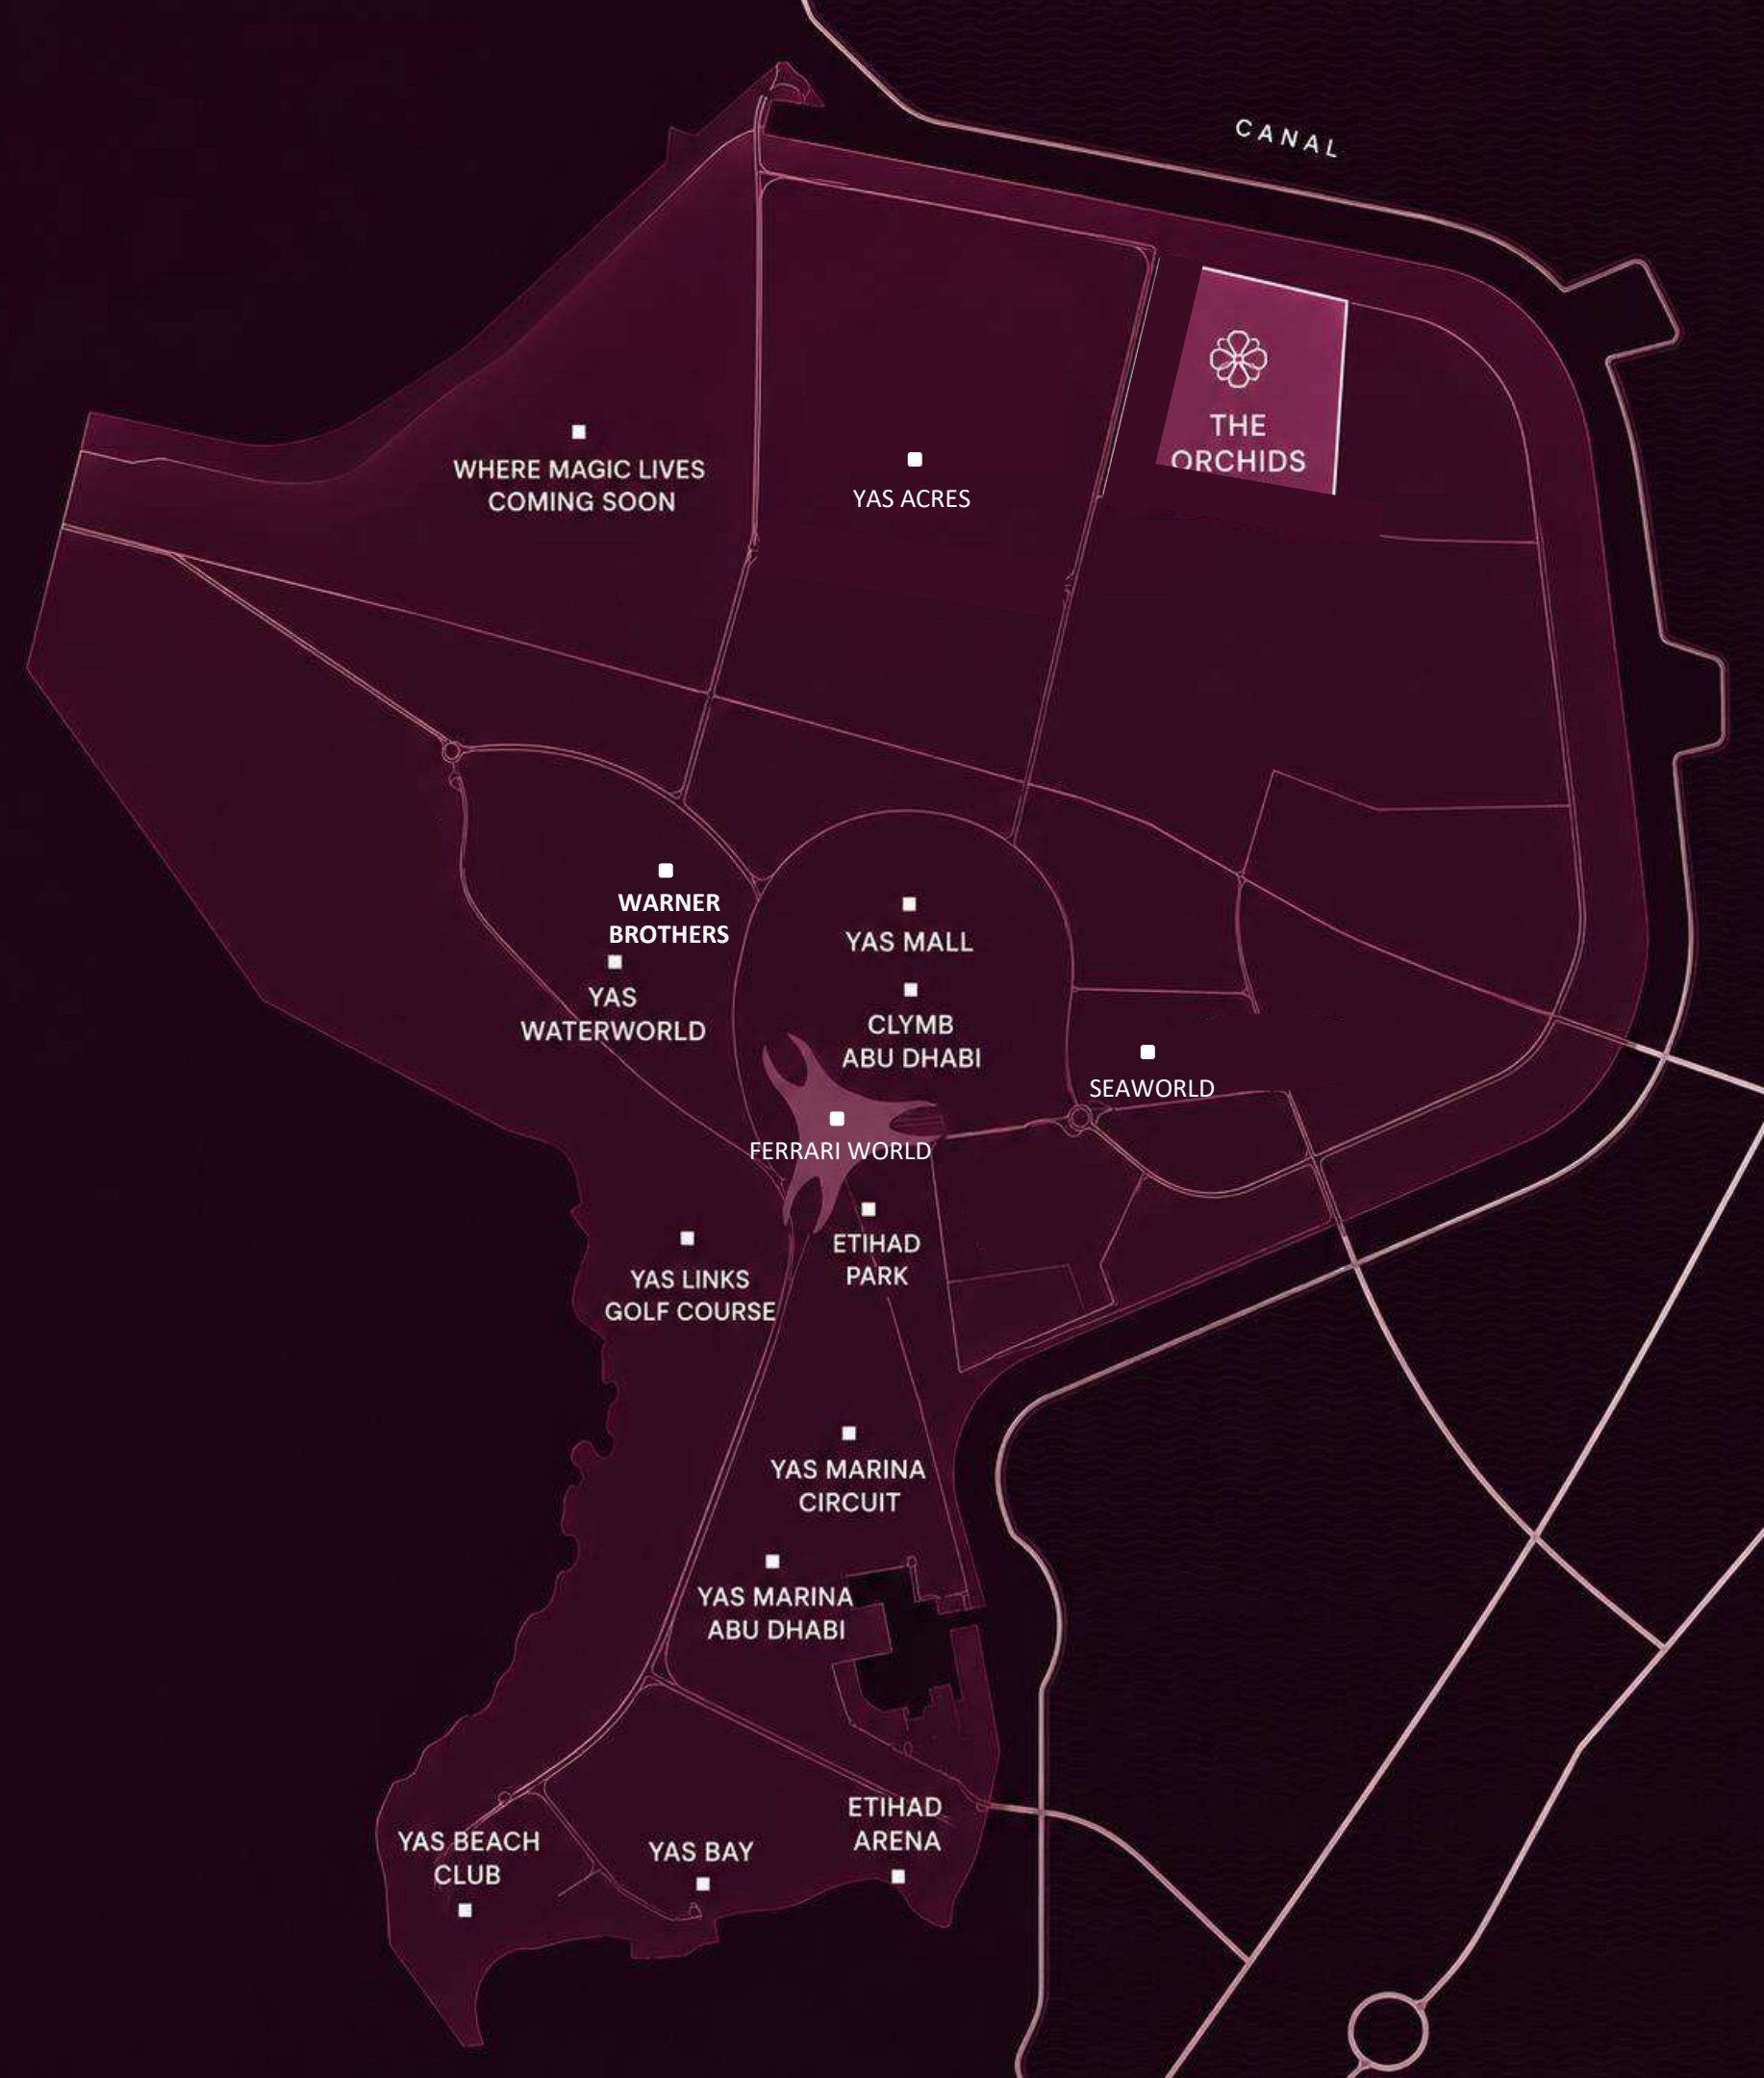 CANAL
THE
ORCHIDS
WHERE MAGIC LIVES
COMING SOON
YAS ACRES
WARNER
BROTHERS
YAS MALL
YAS
WATERWORLD
CLYMB
ABU DHABI
SEAWORLD
FERRARI WORLD
ETIHAD
PARK
YAS LINKS
GOLF COURSE
YAS MARINA
CIRCUIT
YAS MARINA
ABU DHABI
ETIHAD
ARENA
YAS BEACH
CLUB
YAS BAY